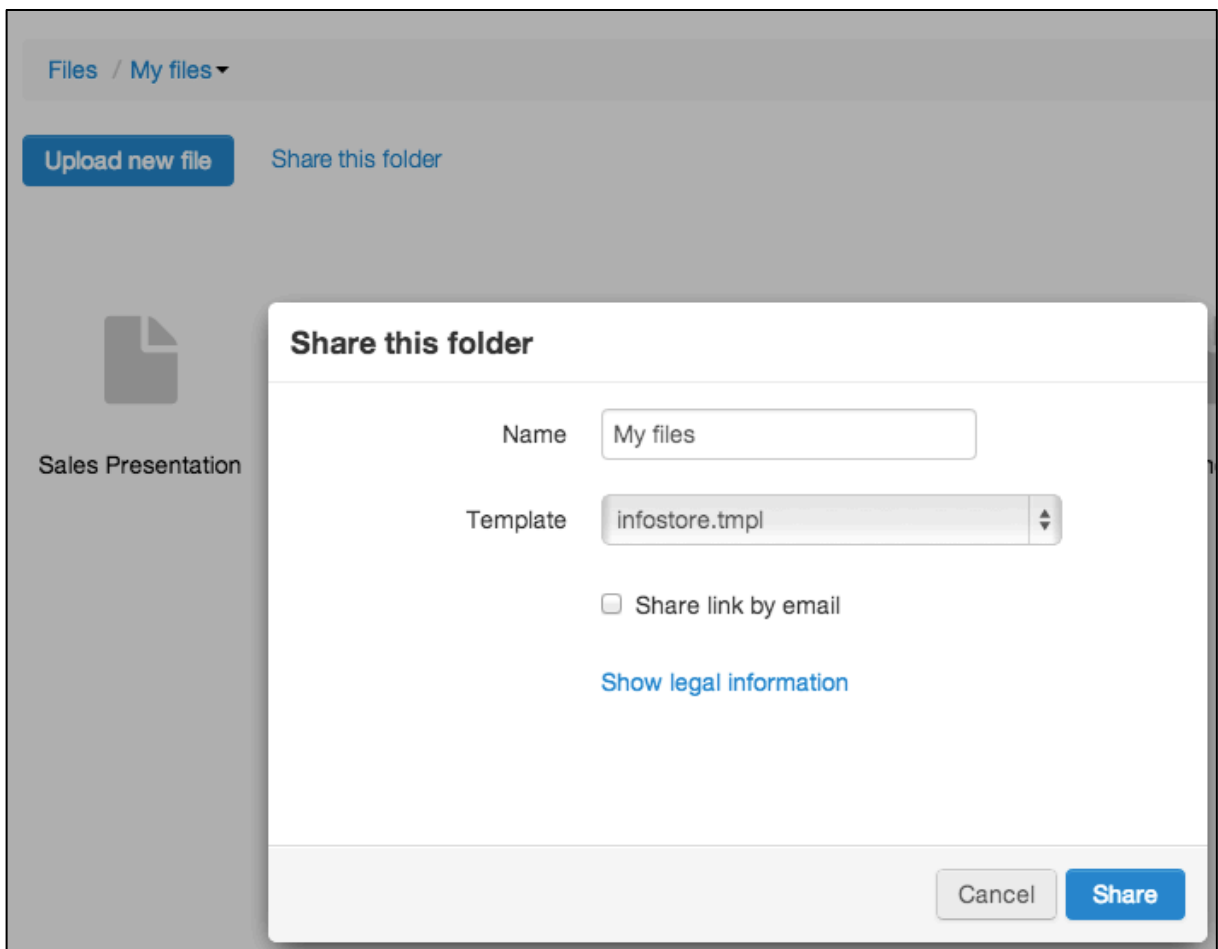 Files / My files
Upload new file
Share this folder
Share this folder
Name
My files
Sales Presentation
Template
infostore.tmpl
Share link by email
Show legal information
Cancel
Share